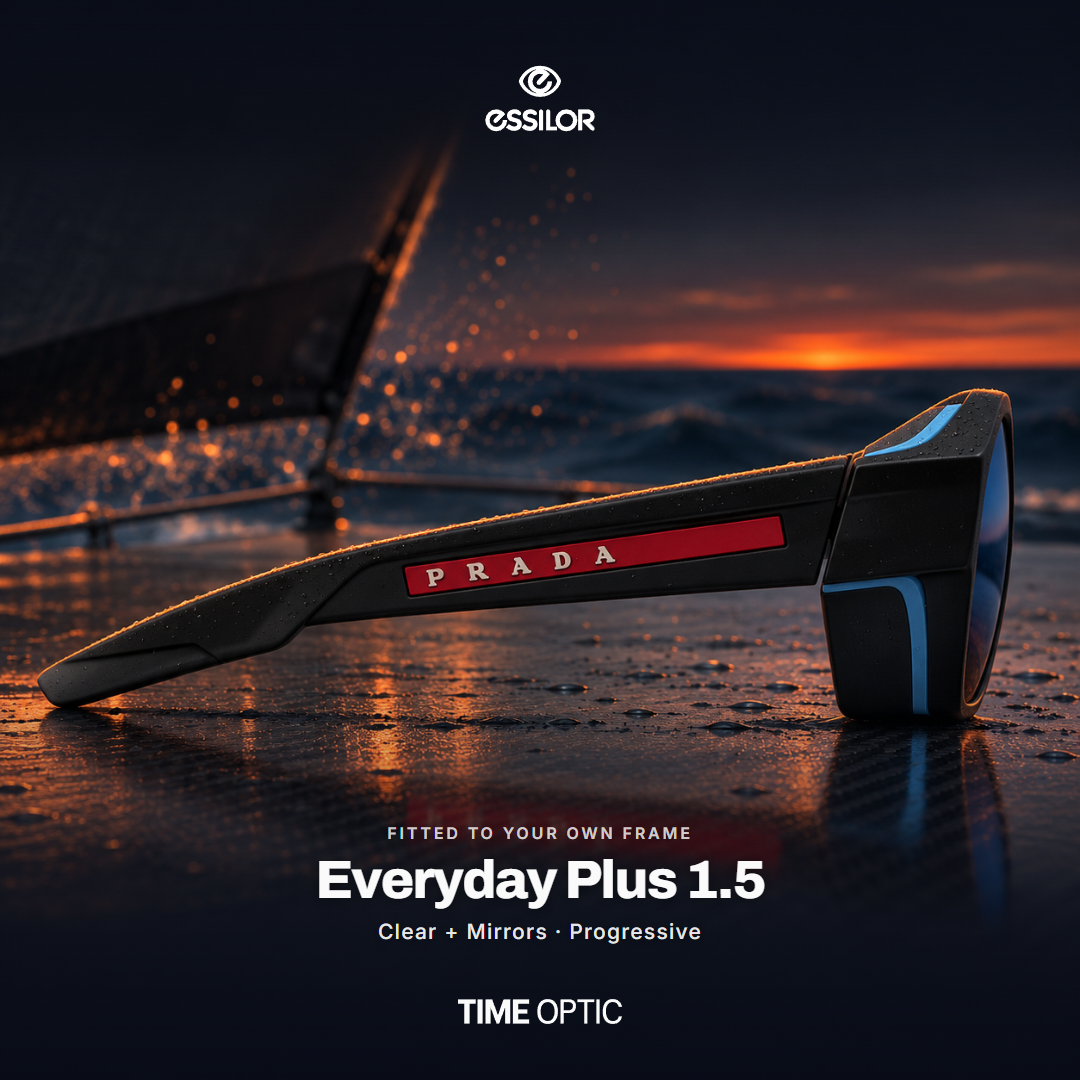 essilor
PRADA
FITTED TO YOUR OWN FRAME
Everyday Plus 1.5
Clear + Mirrors · Progressive
TIME OPTIC